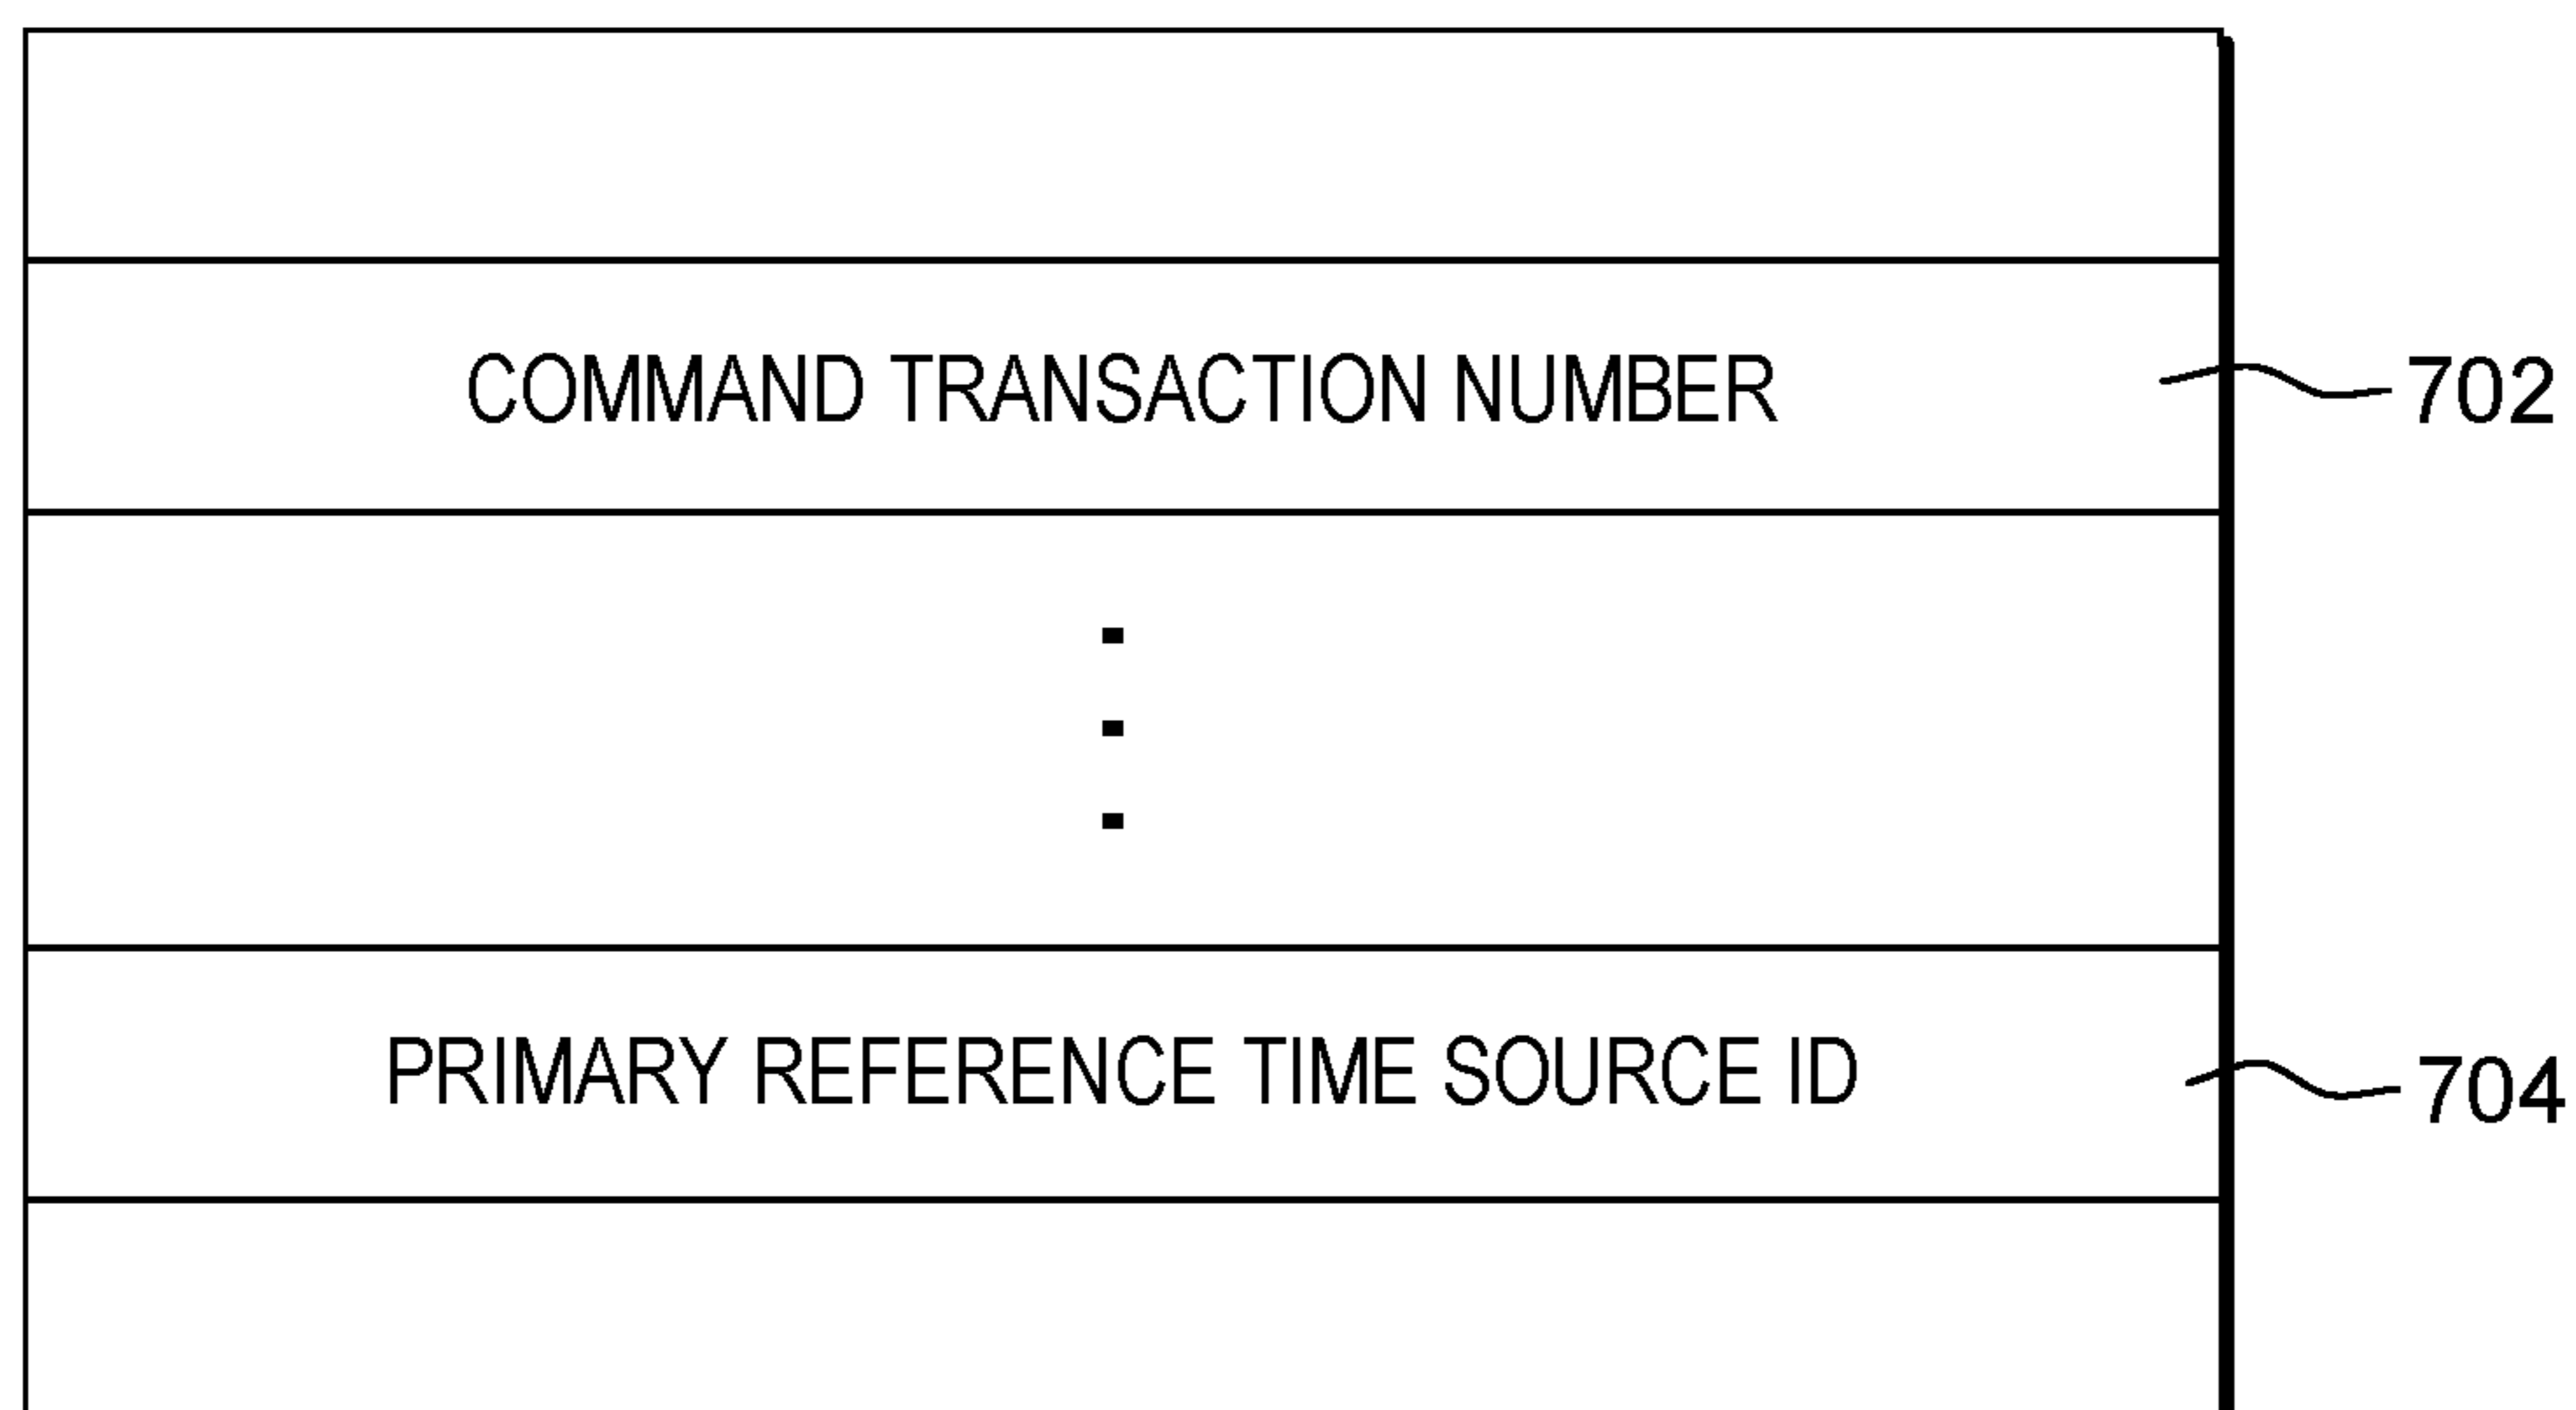 COMMAND TRANSACTION NUMBER
702
PRIMARY REFERENCE TIME SOURCE ID
704